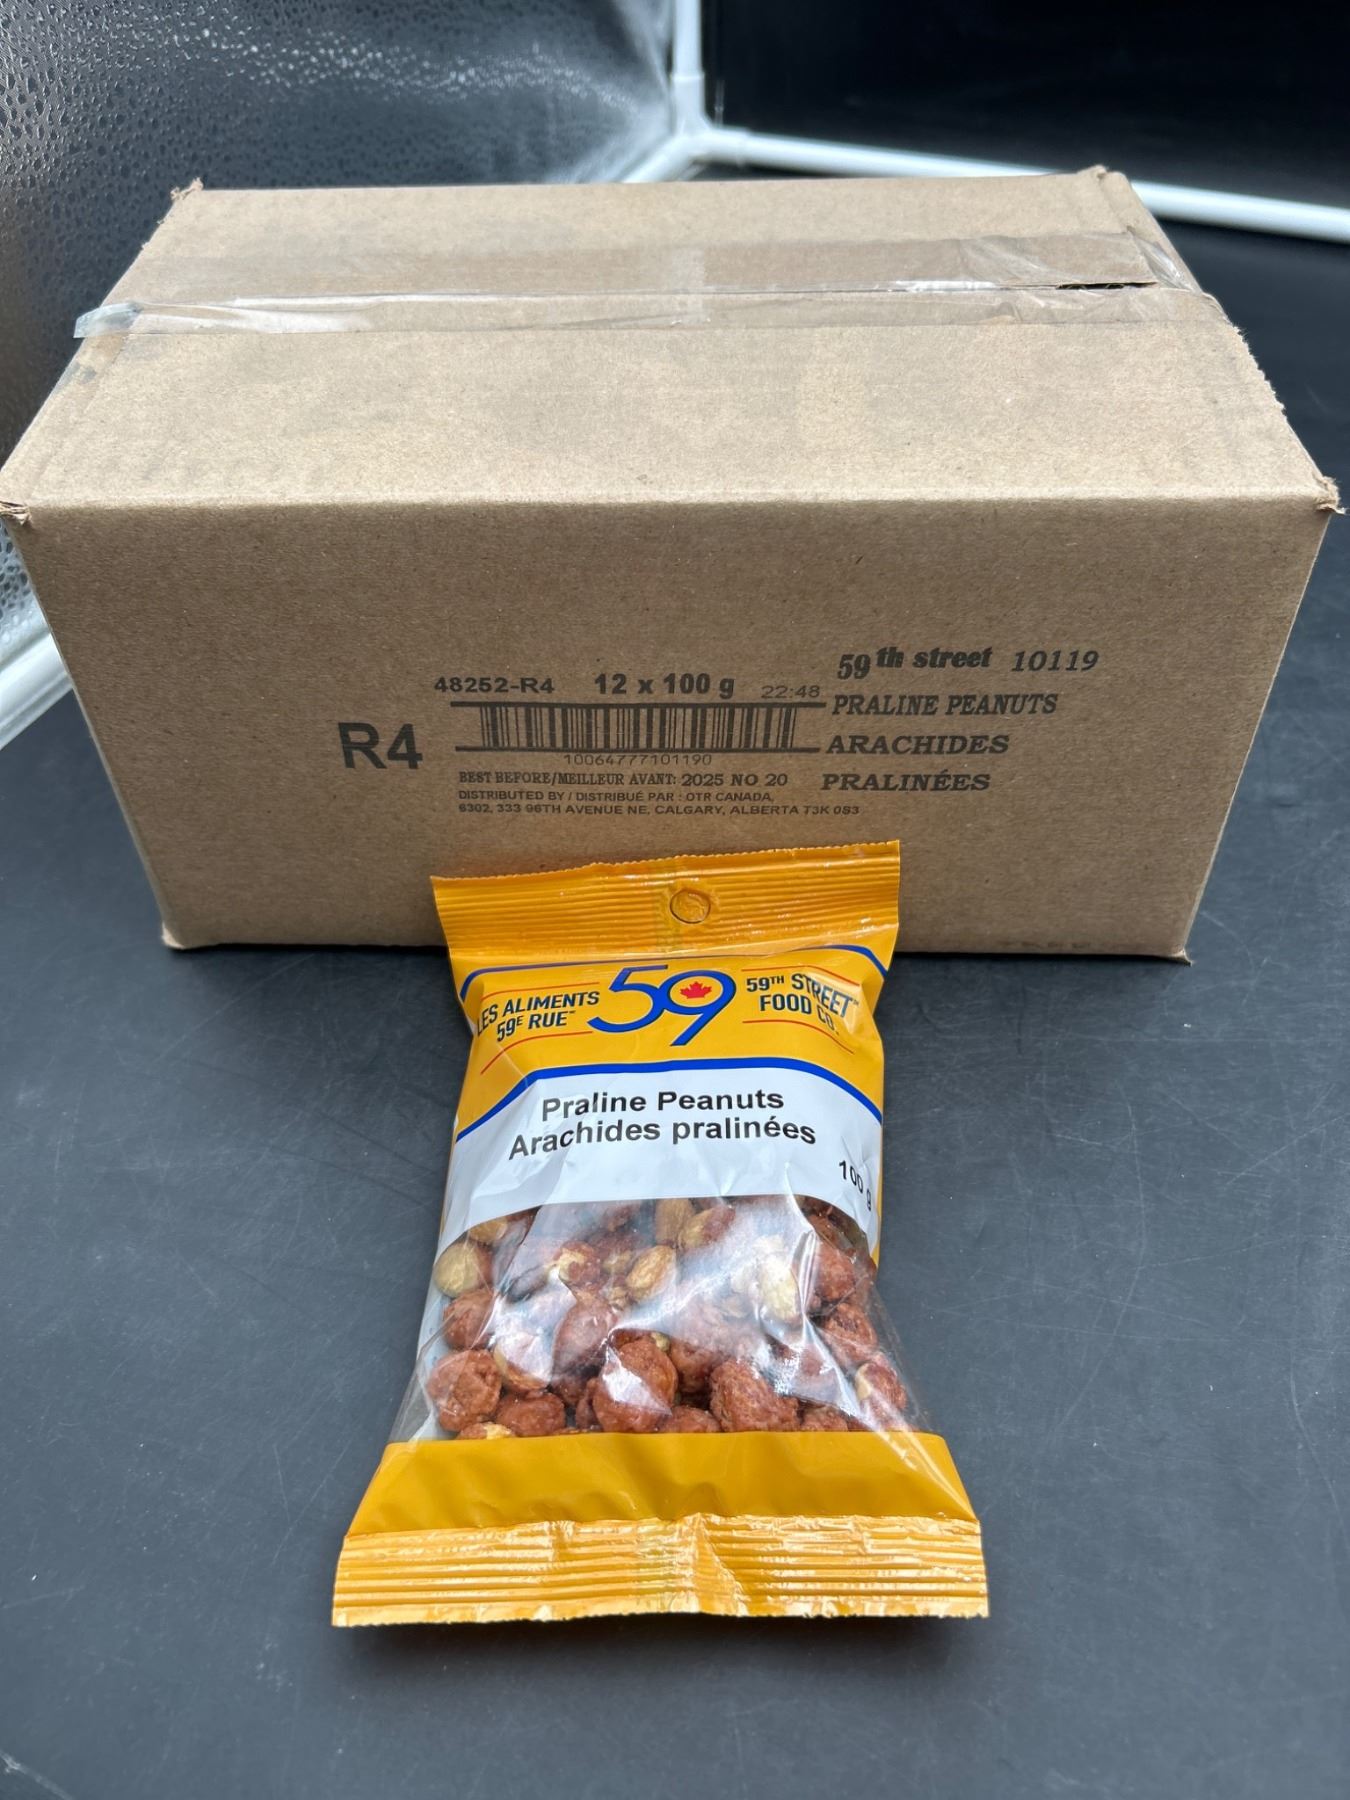 59th street 10119
48252-R4 12 x 100 g 22:48
PRALINE PEANUTS
R4
ARACHIDES
10064777101190
PRALINÉES
BEST BEFORE/MEILLEUR AVANT: 2025 NO 20
DISTRIBUTED BY / DISTRIBUÉ PAR : OTR CANADA,
6302, 333 96TH AVENUE NE, CALGARY, ALBERTA T3K 0S3
LES ALIMENTS
59E RUE™
59
59TH STREET™
FOOD CO.
Praline Peanuts
Arachides pralinées
100 g